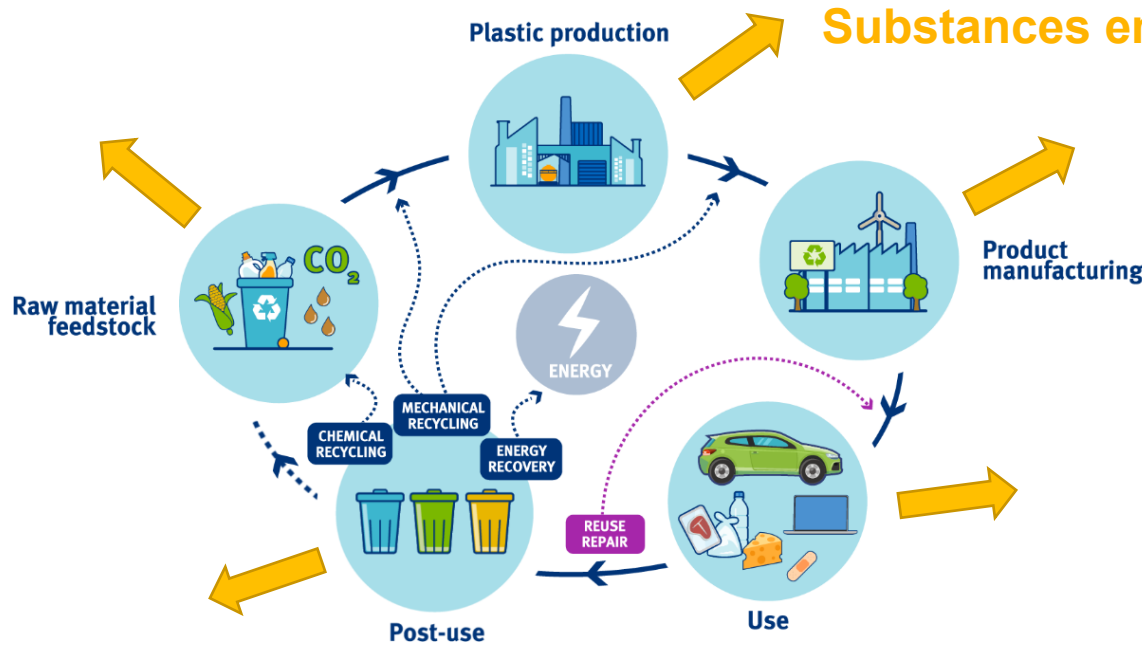 Substances
Plastic production
CO2
Raw material
feedstock
Product
manufacturing
ENERGY
MECHANICAL
RECYCLING
CHEMICAL
RECYCLING
ENERGY
RECOVERY
REUSE
REPAIR
Post-use
Use